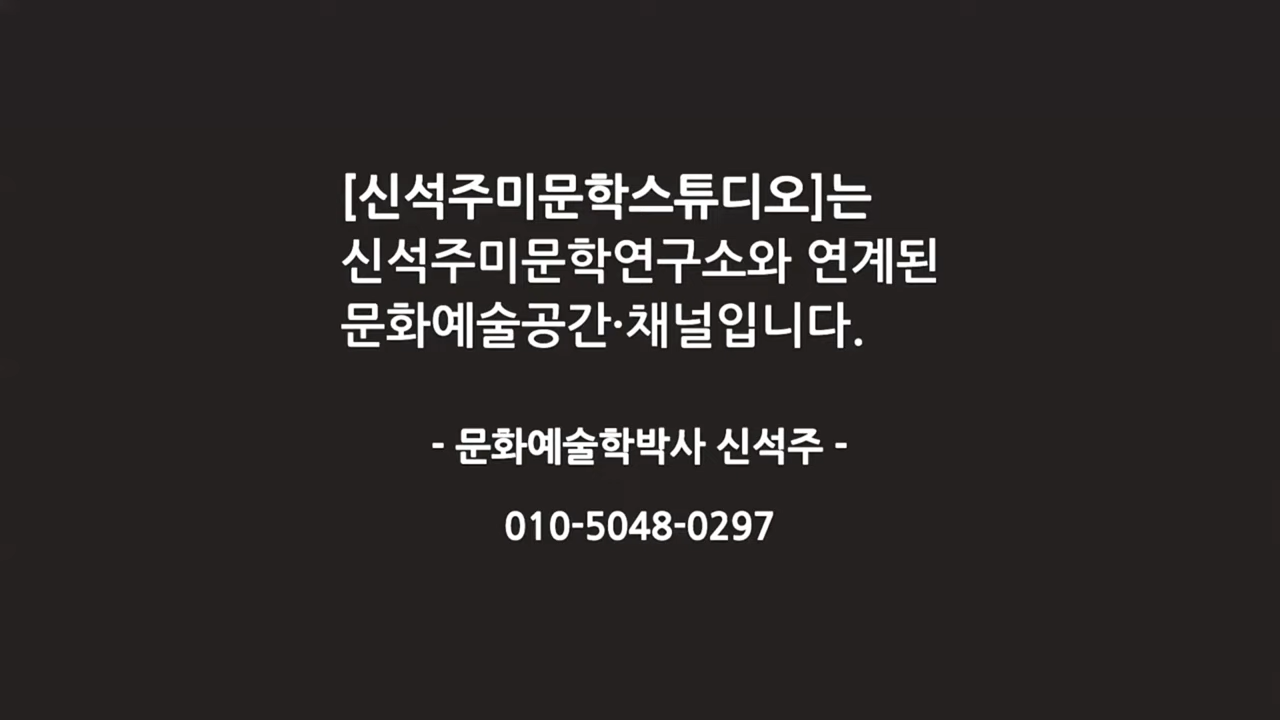 [신석주미문학스튜디오]는
신석주미문학연구소와 연계된
문화예술공간·채널입니다.
- 문화예술학박사 신석주 -
010-5048-0297